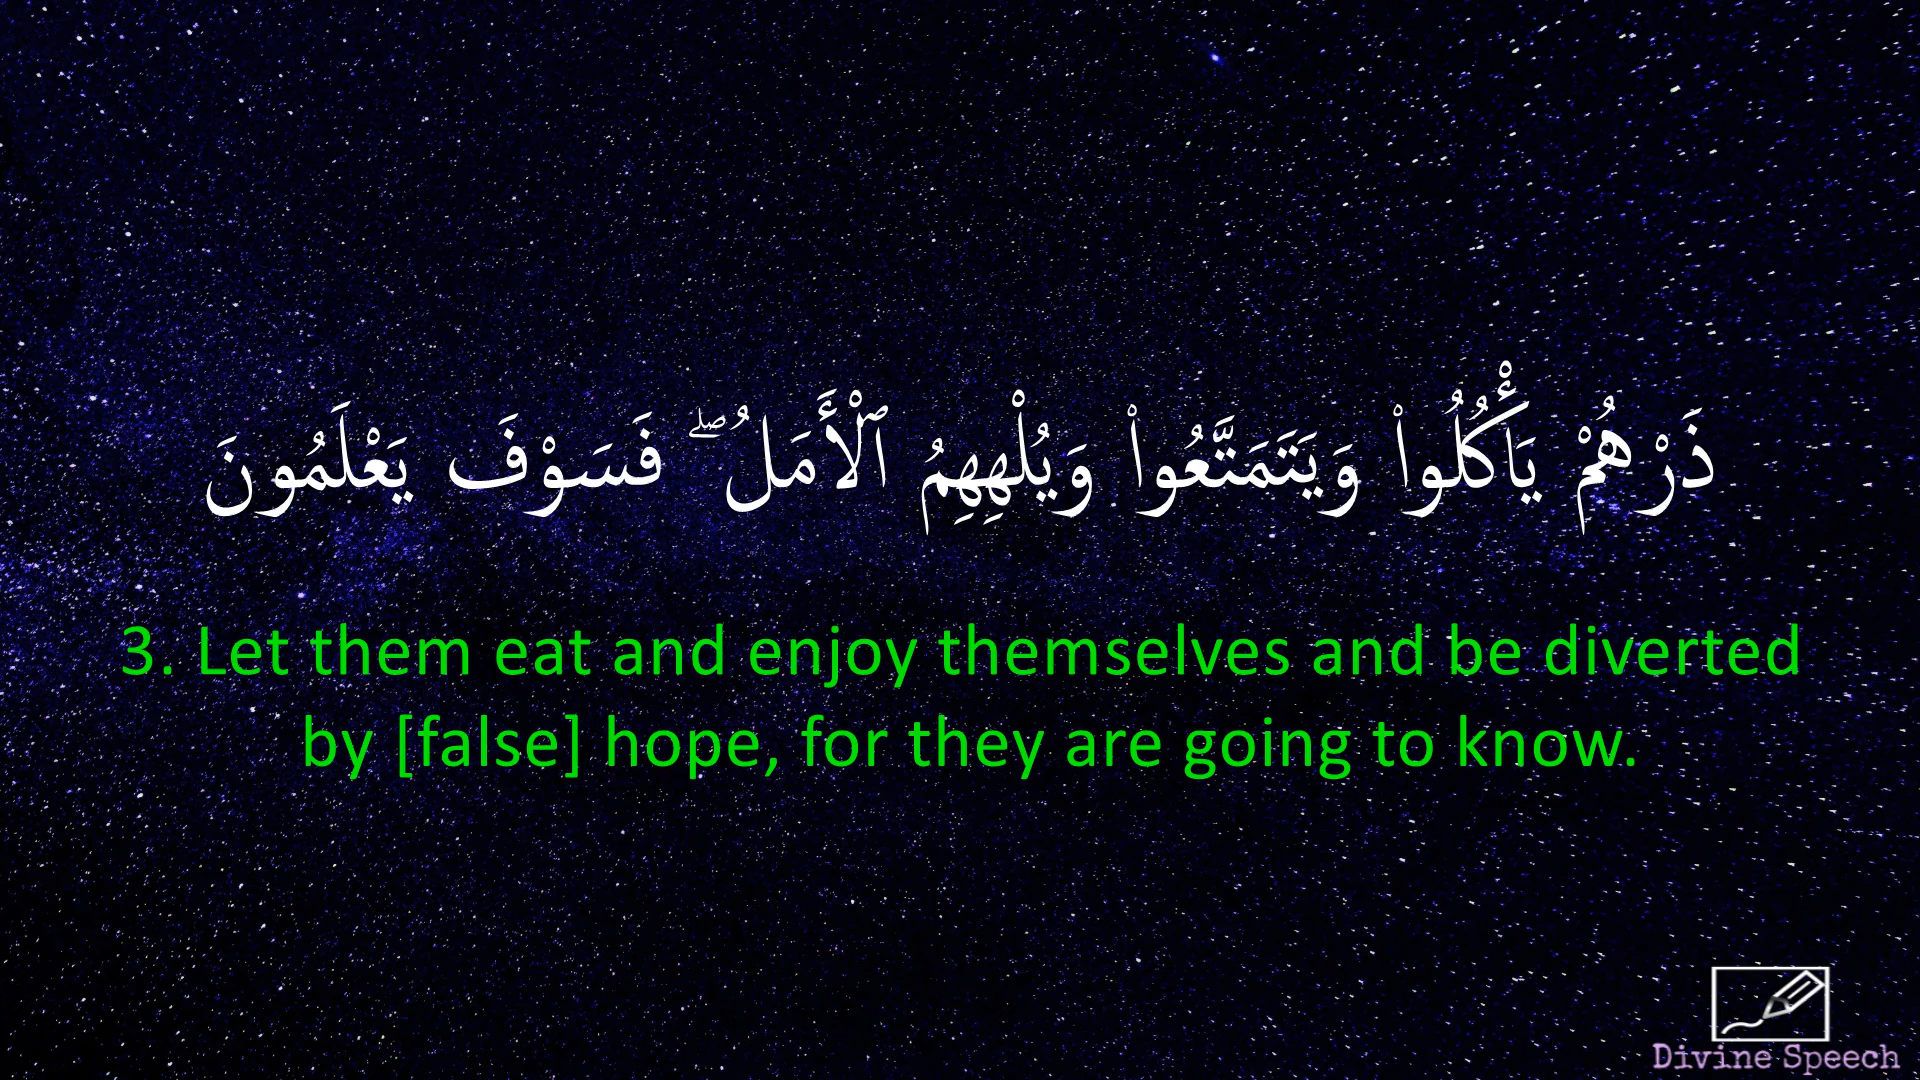 ذَرْهُمْ يَأْكُلُوا۟ وَيَتَمَتَّعُوا۟ وَيُلْهِهِمُ ٱلْأَمَلُ ۖ فَسَوْفَ يَعْلَمُونَ
3. Let them eat and enjoy themselves and be diverted
by [false] hope, for they are going to know.
Divine Speech